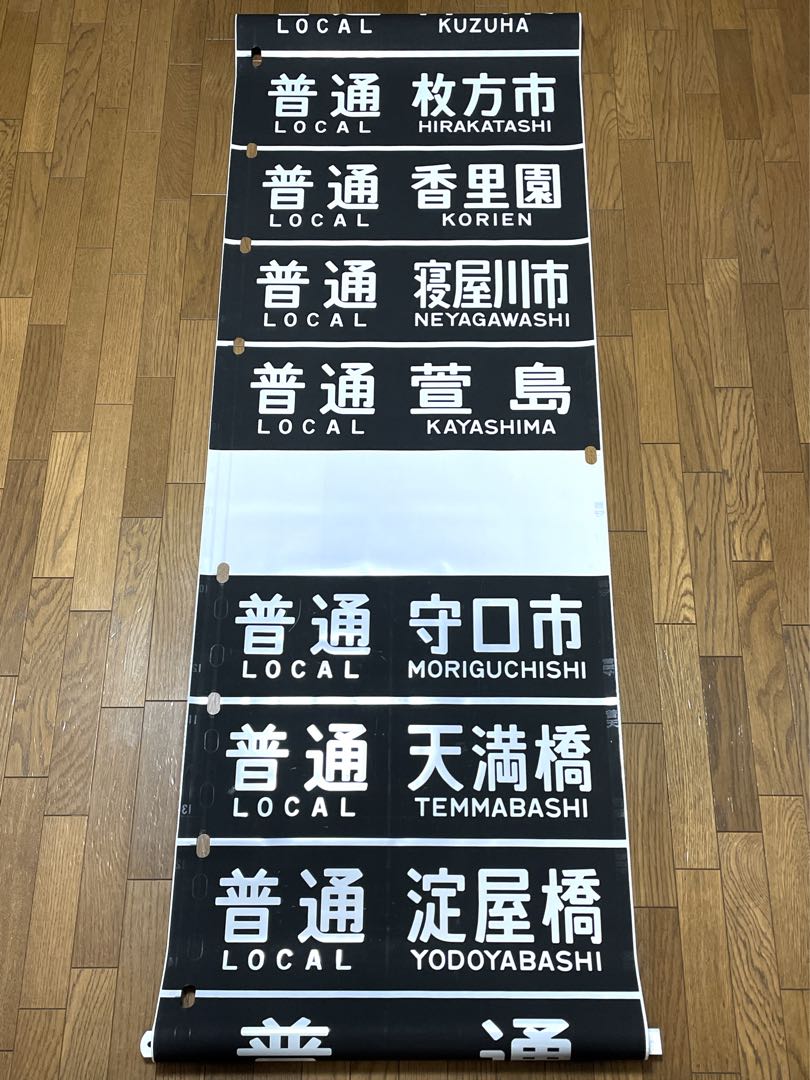 LOCAL KUZUHA
普通 枚方市
LOCAL HIRAKATASHI
普通 香里園
LOCAL KORIEN
普通 寝屋川市
LOCAL NEYAGAWASHI
普通 萱島
LOCAL KAYASHIMA
普通 守口市
LOCAL MORIGUCHISHI
普通 天満橋
LOCAL TEMMABASHI
普通 淀屋橋
LOCAL YODOYABASHI
普通